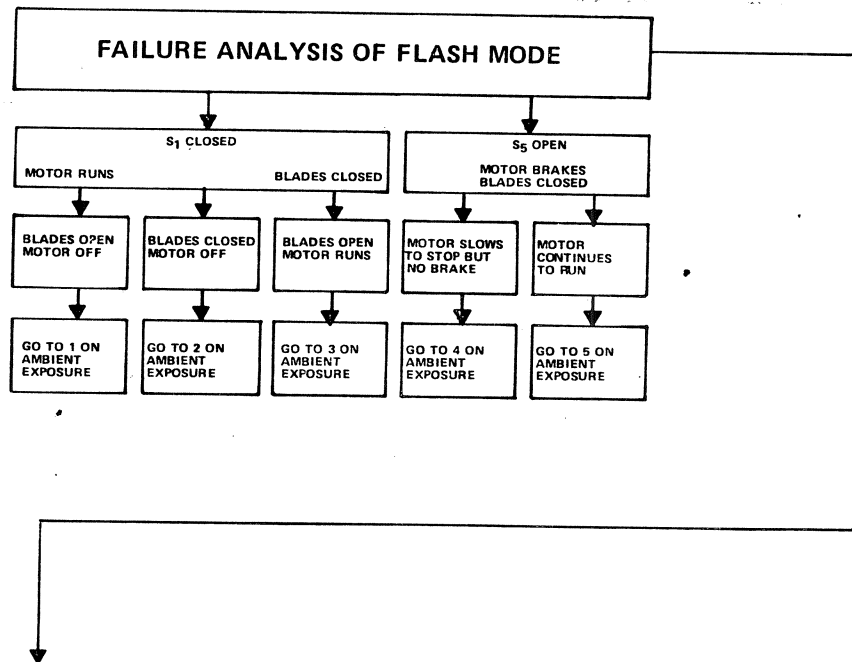 FAILURE ANALYSIS OF FLASH MODE
S1 CLOSED
MOTOR RUNS
BLADES CLOSED
S5 OPEN
MOTOR BRAKES
BLADES CLOSED
BLADES OPEN
MOTOR OFF
BLADES CLOSED
MOTOR OFF
BLADES OPEN
MOTOR RUNS
MOTOR SLOWS
TO STOP BUT
NO BRAKE
MOTOR
CONTINUES
TO RUN
GO TO 1 ON
AMBIENT
EXPOSURE
GO TO 2 ON
AMBIENT
EXPOSURE
GO TO 3 ON
AMBIENT
EXPOSURE
GO TO 4 ON
AMBIENT
EXPOSURE
GO TO 5 ON
AMBIENT
EXPOSURE